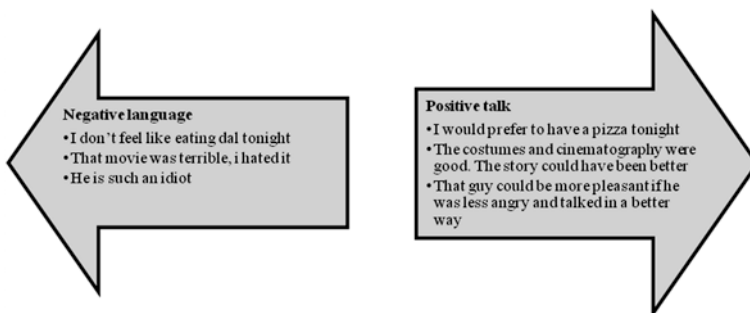 Negative language
•I don't feel like eating dal tonight
•That movie was terrible, i hated it
•He is such an idiot
Positive talk
•I would prefer to have a pizza tonight
•The costumes and cinematography were
good. The story could have been better
•That guy could be more pleasant if he
was less angry and talked in a better
way